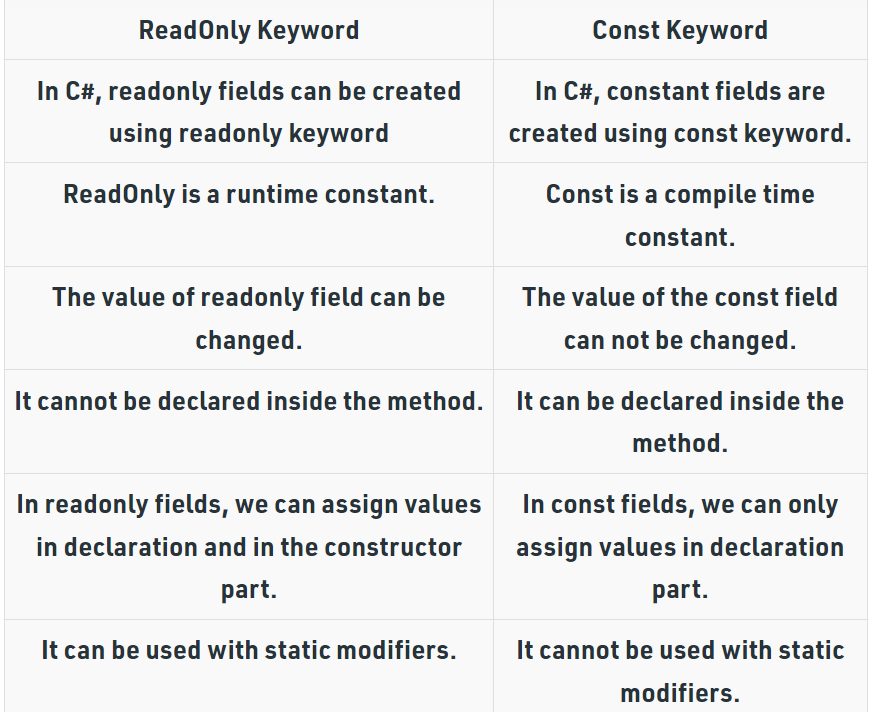 ReadOnly Keyword
Const Keyword
In C#, readonly fields can be created
using readonly keyword
In C#, constant fields are
created using const keyword.
ReadOnly is a runtime constant.
Const is a compile time
constant.
The value of readonly field can be
changed.
The value of the const field
can not be changed.
It cannot be declared inside the method.
It can be declared inside the
method.
In readonly fields, we can assign values
in declaration and in the constructor
part.
In const fields, we can only
assign values in declaration
part.
It can be used with static modifiers.
It cannot be used with static
modifiers.